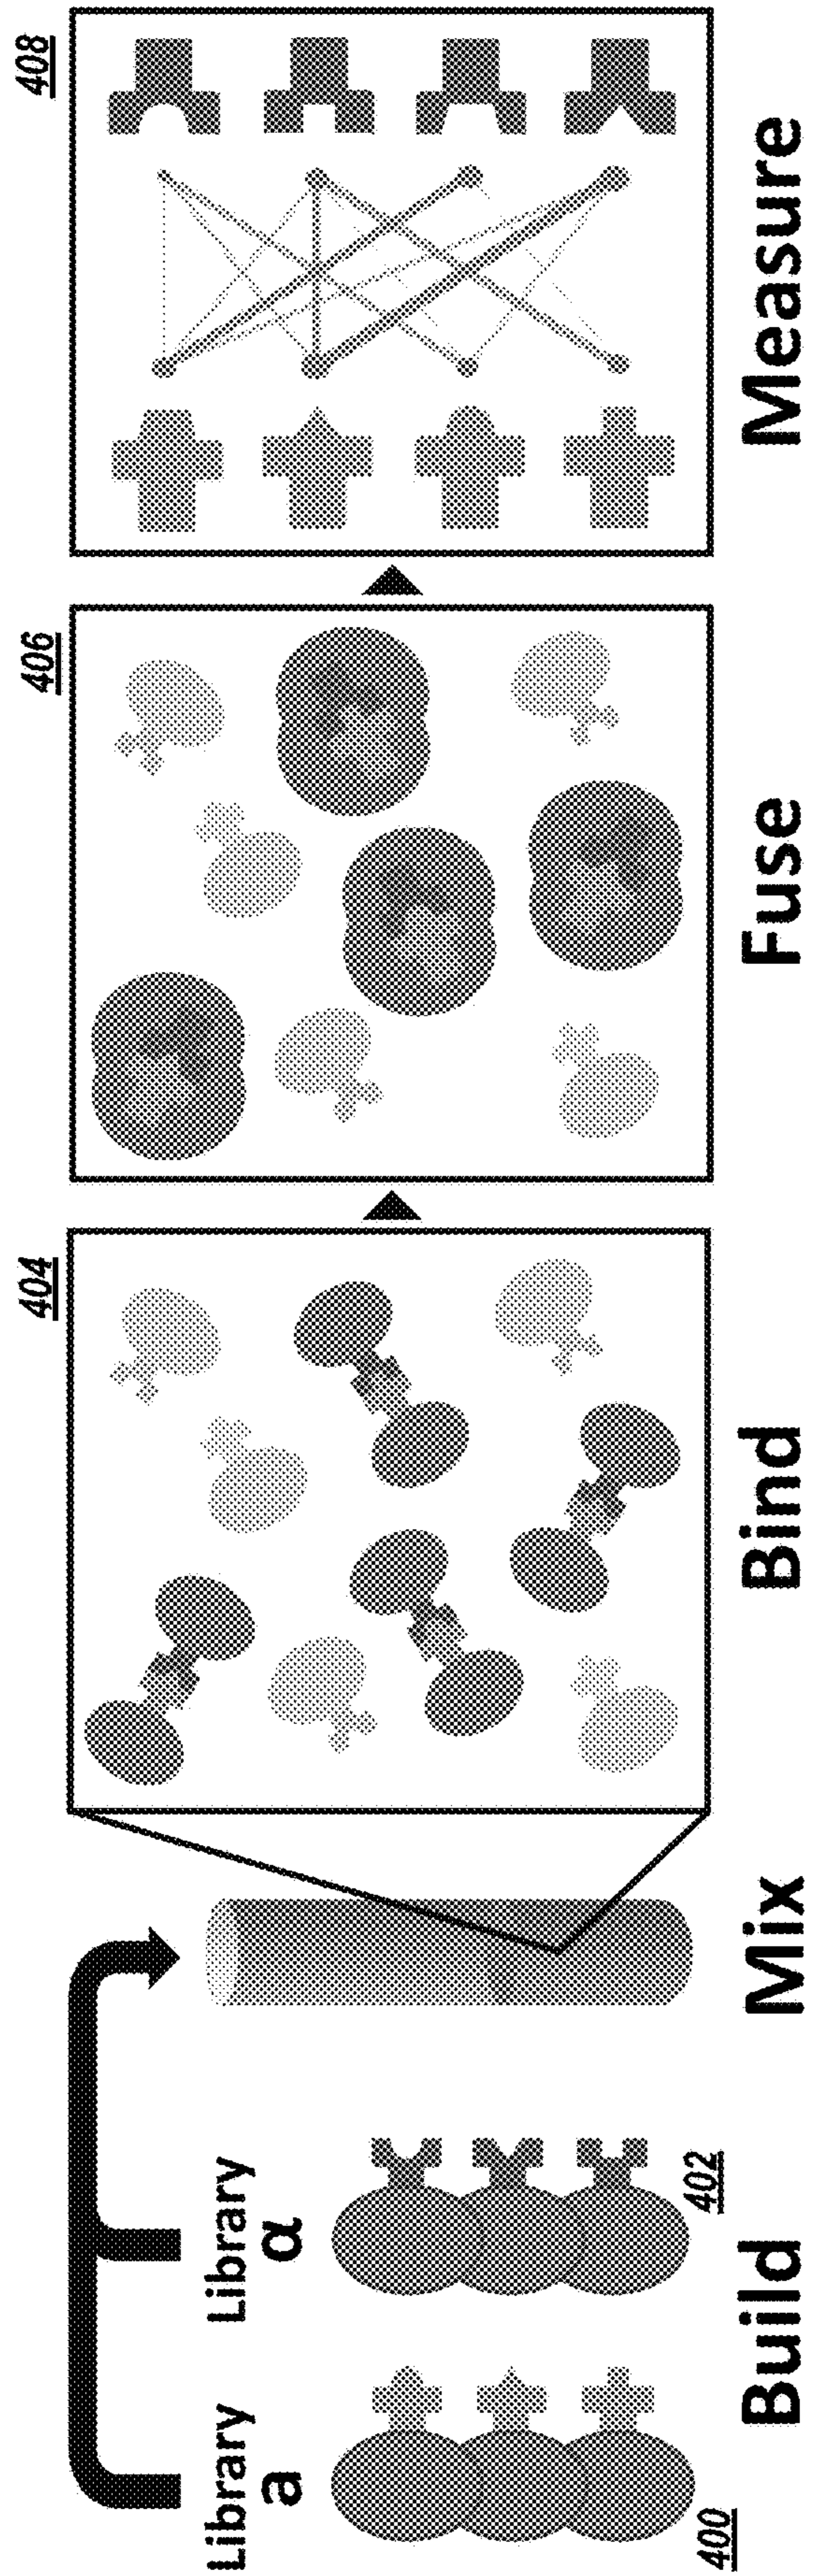 Library
a
Library
α
400
402
404
406
408
Build
Mix
Bind
Fuse
Measure